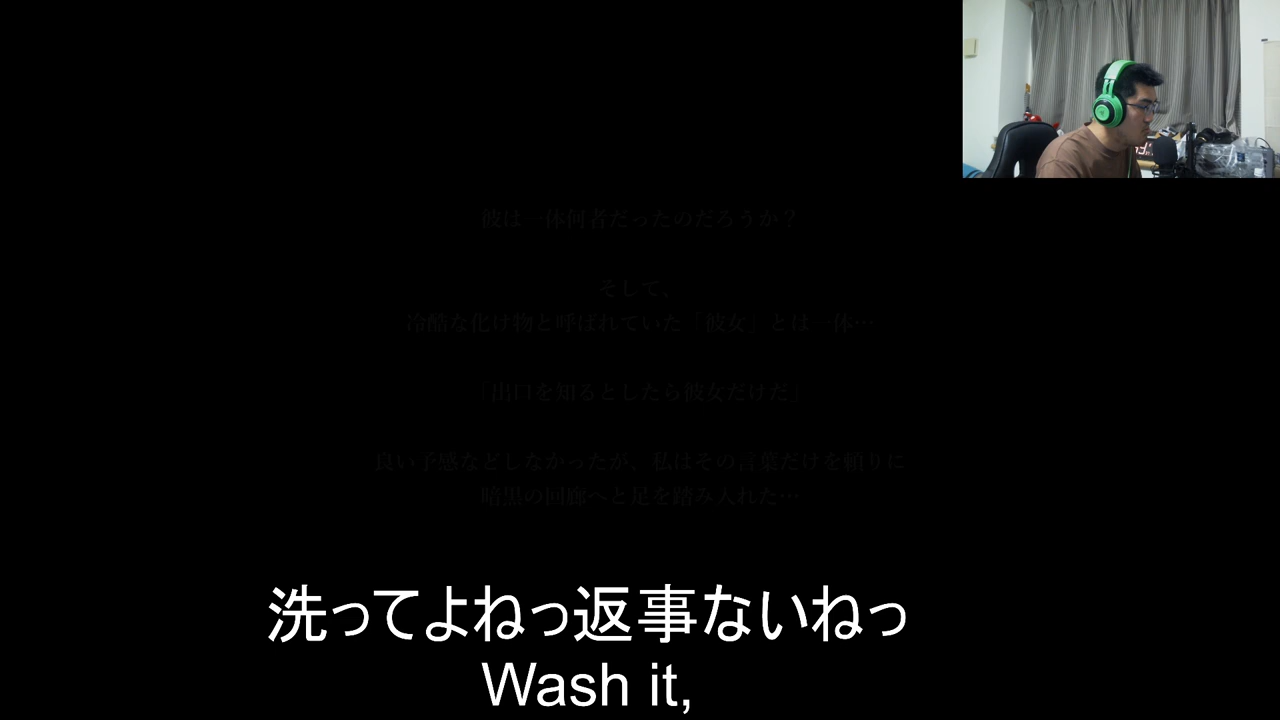 彼は一体何者だったのだろうか？
そして、
冷酷な化け物と呼ばれていた「彼女」とは一体…
「出口を知るとしたら彼女だけだ」
良い予感などしなかったが、私はその言葉だけを頼りに
暗黒の回廊へと足を踏み入れた…
洗ってよねっ返事ないねっ
Wash it,